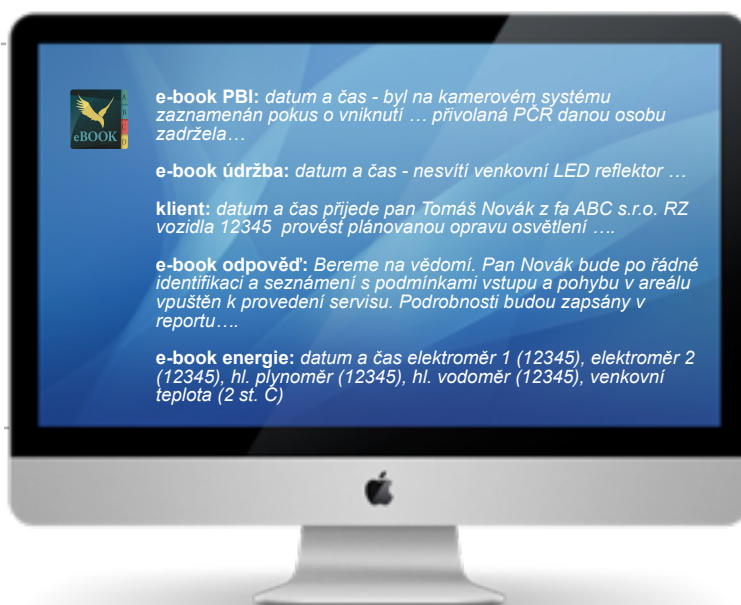 A
B
C
D
eBOOK
e-book PBI: datum a čas - byl na kamerovém systému
zaznamenán pokus o vniknutí … přivolaná PČR danou osobu
zadržela…
e-book údržba: datum a čas - nesvítí venkovní LED reflektor …
klient: datum a čas přijede pan Tomáš Novák z fa ABC s.r.o. RZ
vozidla 12345  provést plánovanou opravu osvětlení ….
e-book odpověď: Bereme na vědomí. Pan Novák bude po řádné
identifikaci a seznámení s podmínkami vstupu a pohybu v areálu
vpuštěn k provedení servisu. Podrobnosti budou zapsány v
reportu….
e-book energie: datum a čas elektroměr 1 (12345), elektroměr 2
(12345), hl. plynoměr (12345), hl. vodoměr (12345), venkovní
teplota (2 st. C)